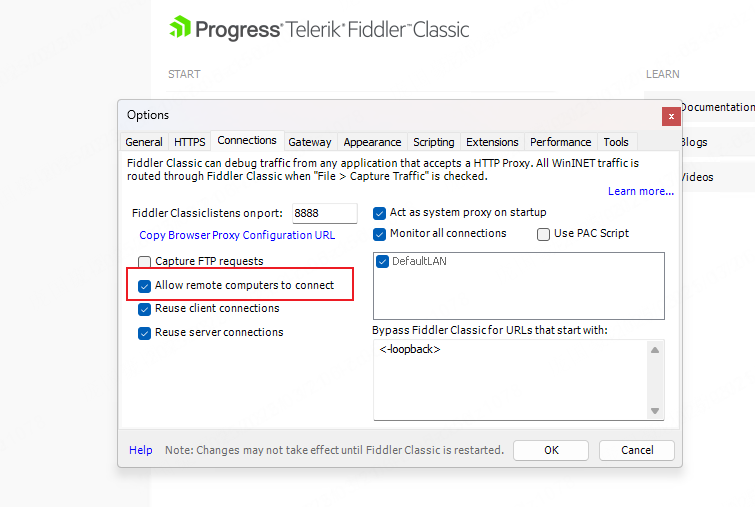 Progress® Telerik® Fiddler™ Classic
START
LEARN
Documentation
Blogs
Videos
Options
x
General HTTPS Connections Gateway Appearance Scripting Extensions Performance Tools
Fiddler Classic can debug traffic from any application that accepts a HTTP Proxy. All WinINET traffic is
routed through Fiddler Classic when "File > Capture Traffic" is checked.
Learn more...
Fiddler Classiclistens onport: 8888
Copy Browser Proxy Configuration URL
Capture FTP requests
Allow remote computers to connect
Reuse client connections
Reuse server connections
Act as system proxy on startup
Monitor all connections Use PAC Script
DefaultLAN
Bypass Fiddler Classic for URLs that start with:
<-loopback>
Help Note: Changes may not take effect until Fiddler Classic is restarted. OK Cancel